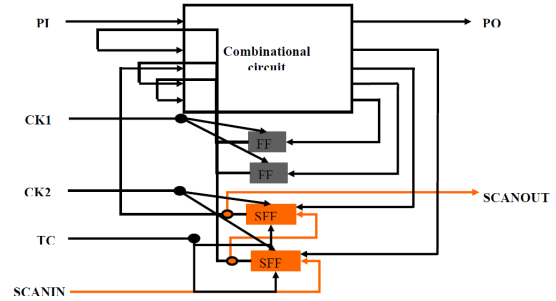 PI
PO
Combinational
circuit
CK1
FF
FF
CK2
SCANOUT
SFF
TC
SFF
SCANIN